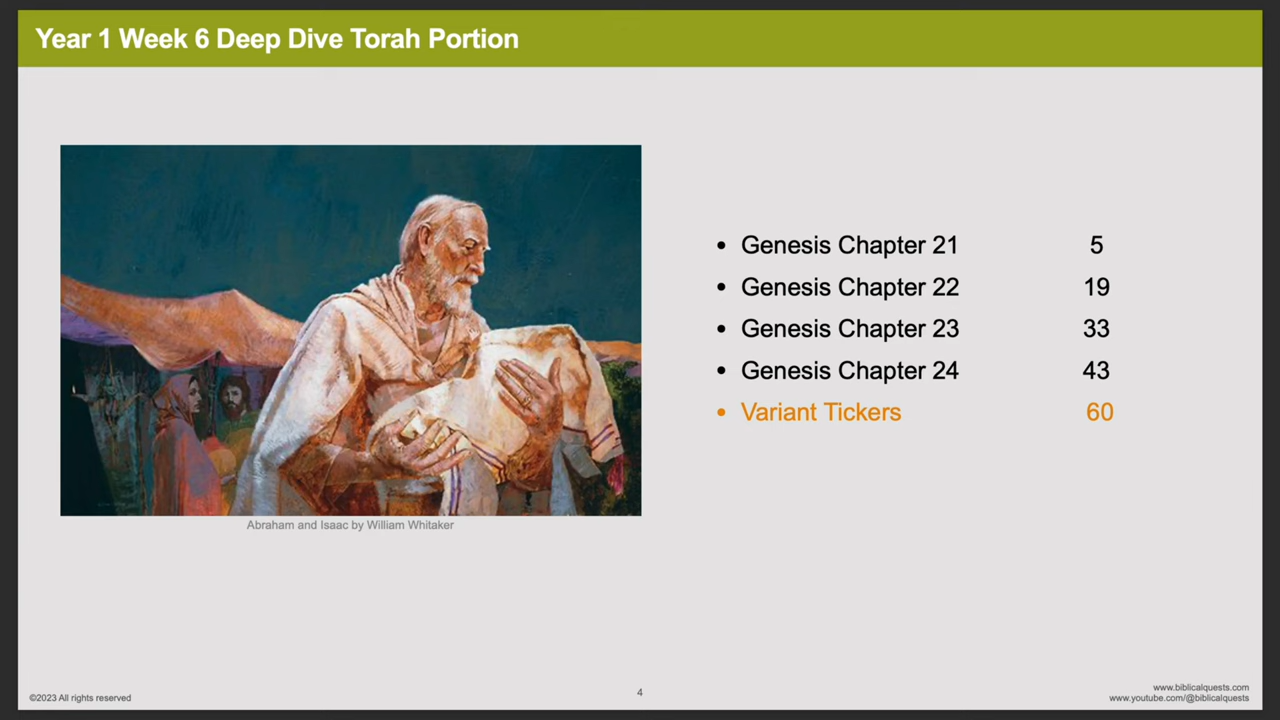 Year 1 Week 6 Deep Dive Torah Portion
• Genesis Chapter 21 5
• Genesis Chapter 22 19
• Genesis Chapter 23 33
• Genesis Chapter 24 43
• Variant Tickers 60
Abraham and Isaac by William Whitaker
©2023 All rights reserved
4
www.biblicalquests.com
www.youtube.com/@biblicalquests